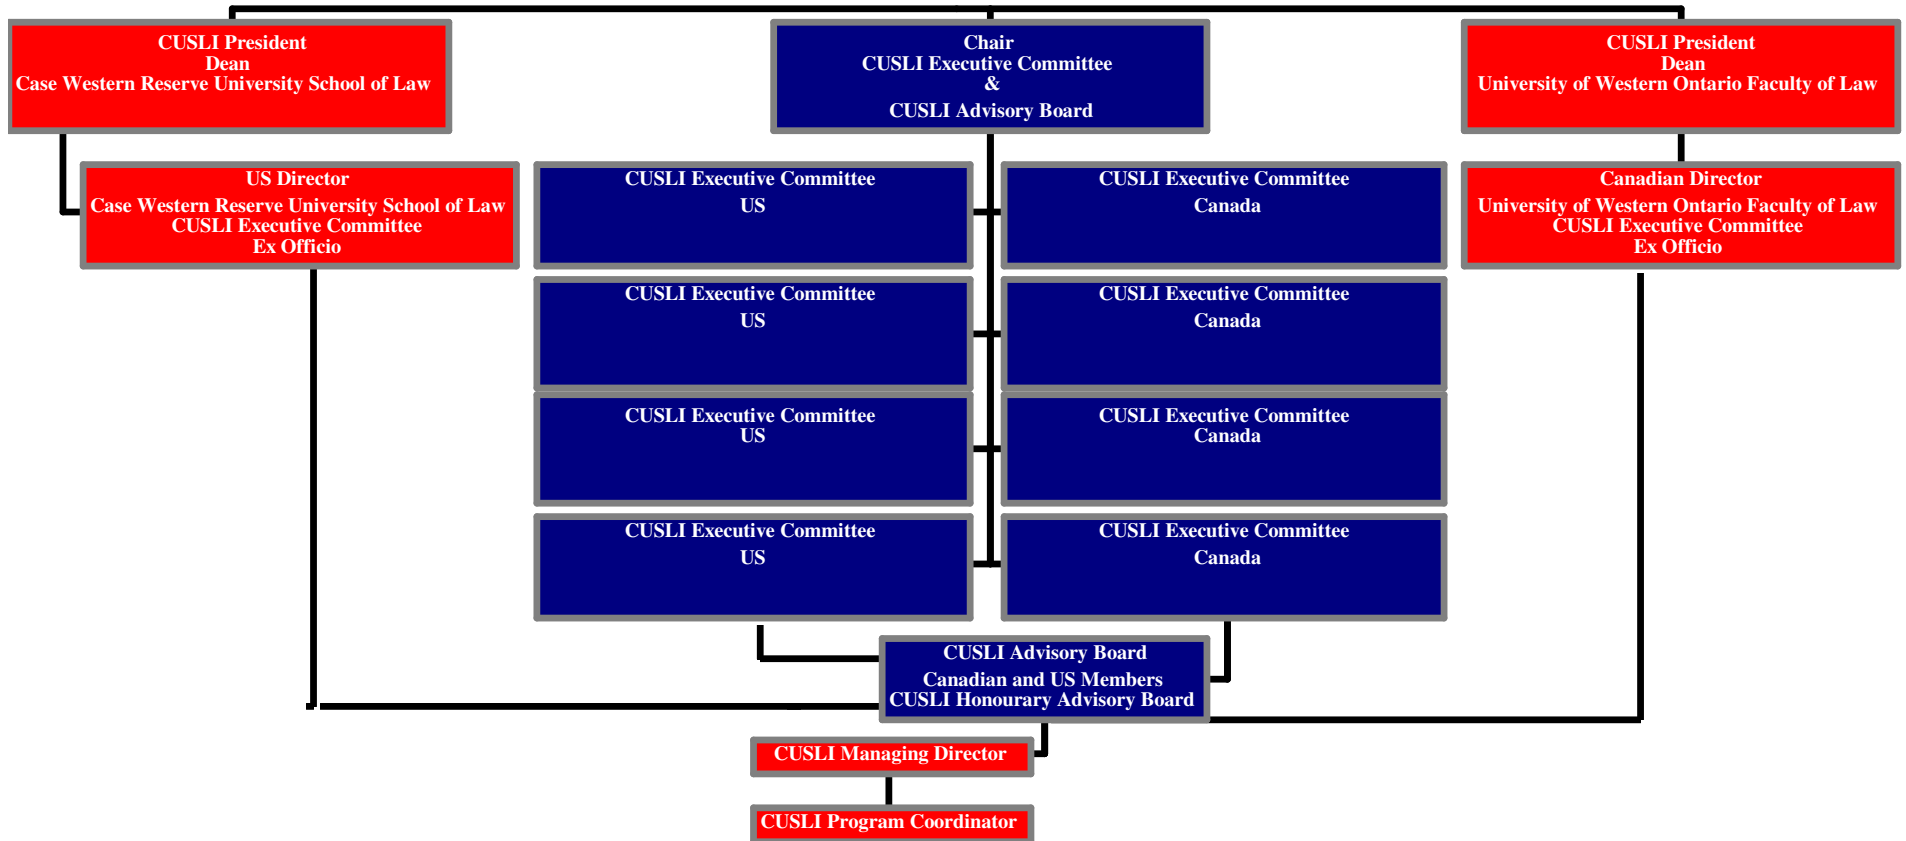 CUSLI President
Dean
Case Western Reserve University School of Law
Chair
CUSLI Executive Committee
&
CUSLI Advisory Board
CUSLI President
Dean
University of Western Ontario Faculty of Law
US Director
Case Western Reserve University School of Law
CUSLI Executive Committee
Ex Officio
CUSLI Executive Committee
US
CUSLI Executive Committee
Canada
Canadian Director
University of Western Ontario Faculty of Law
CUSLI Executive Committee
Ex Officio
CUSLI Executive Committee
US
CUSLI Executive Committee
Canada
CUSLI Executive Committee
US
CUSLI Executive Committee
Canada
CUSLI Executive Committee
US
CUSLI Executive Committee
Canada
CUSLI Advisory Board
Canadian and US Members
CUSLI Honourary Advisory Board
CUSLI Managing Director
CUSLI Program Coordinator